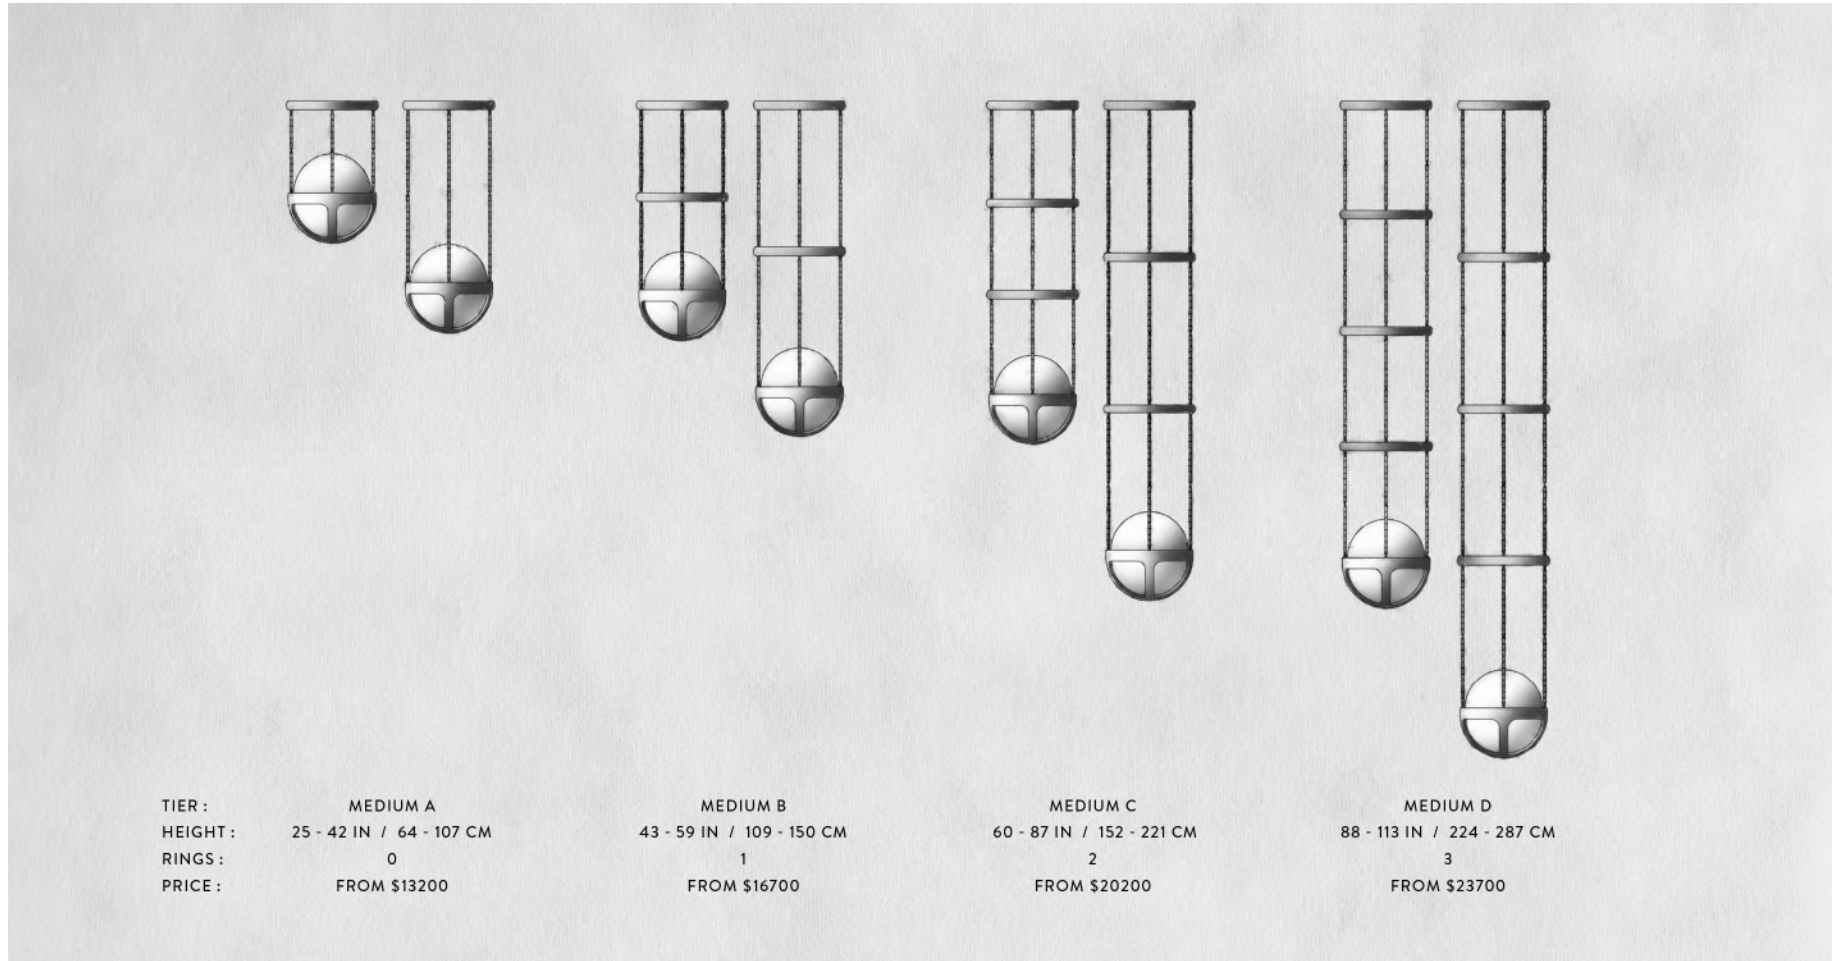 TIER : MEDIUM A MEDIUM B MEDIUM C MEDIUM D
HEIGHT : 25 - 42 IN / 64 - 107 CM 43 - 59 IN / 109 - 150 CM 60 - 87 IN / 152 - 221 CM 88 - 113 IN / 224 - 287 CM
RINGS : 0 1 2 3
PRICE : FROM $13200 FROM $16700 FROM $20200 FROM $23700